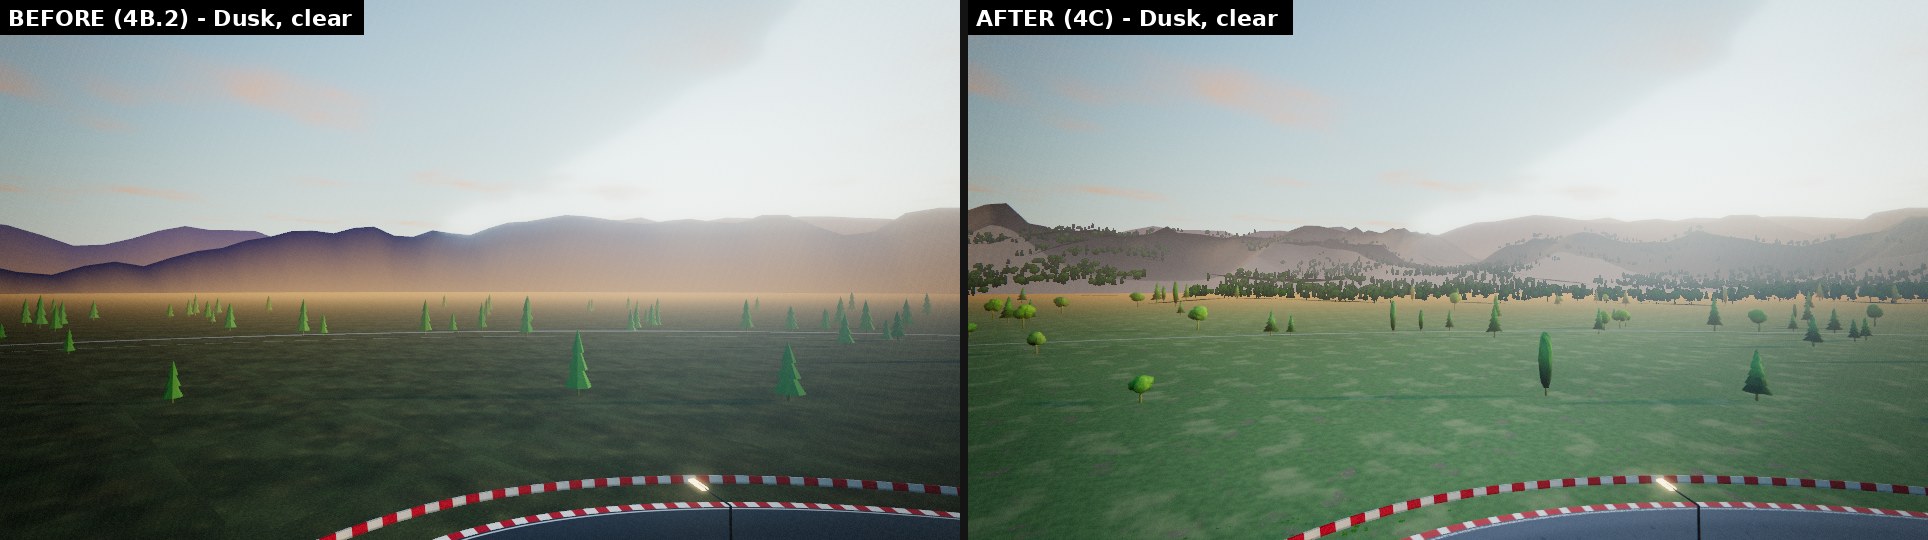 BEFORE (4B.2) - Dusk, clear
AFTER (4C) - Dusk, clear